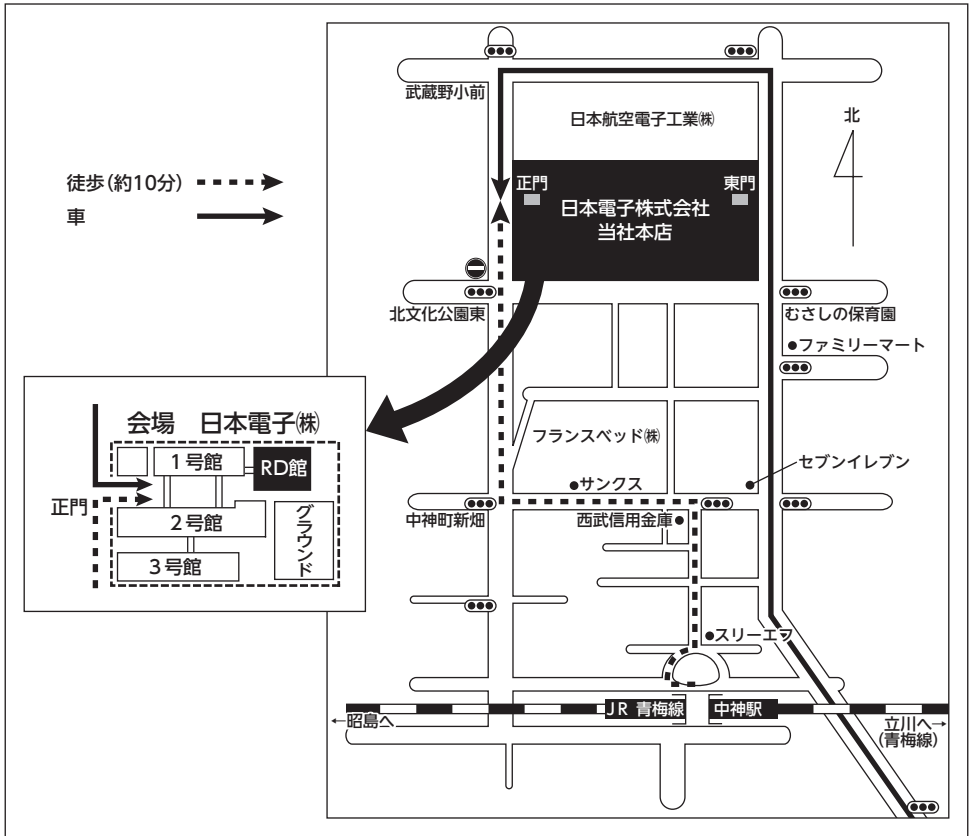 武蔵野小前
日本航空電子工業㈱
北
徒歩(約10分)
車
正門
東門
日本電子株式会社
当社本店
北文化公園東
むさしの保育園
ファミリーマート
会場 日本電子㈱
1号館
RD館
正門
2号館
グラウンド
3号館
フランスベッド㈱
セブンイレブン
サンクス
中神町新畑
西武信用金庫
スリーエフ
JR 青梅線
中神駅
←昭島へ
立川へ→
(青梅線)